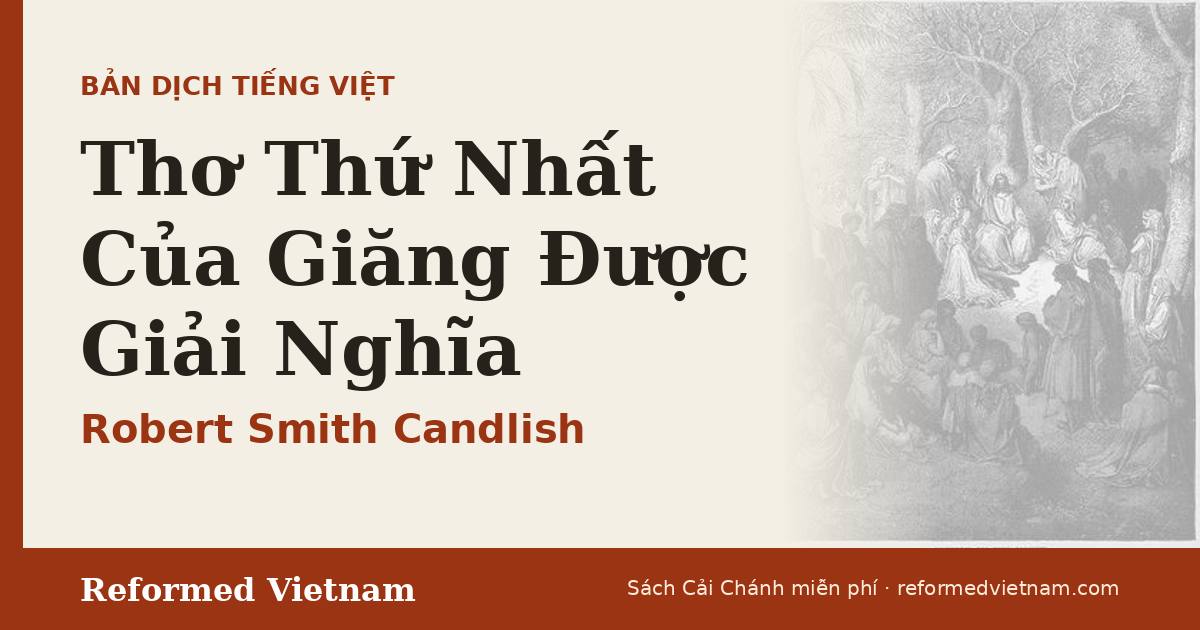 BẢN DỊCH TIẾNG VIỆT
Thơ Thứ Nhất
Của Giăng Được
Giải Nghĩa
Robert Smith Candlish
Reformed Vietnam
Sách Cải Chánh miễn phí · reformedvietnam.com